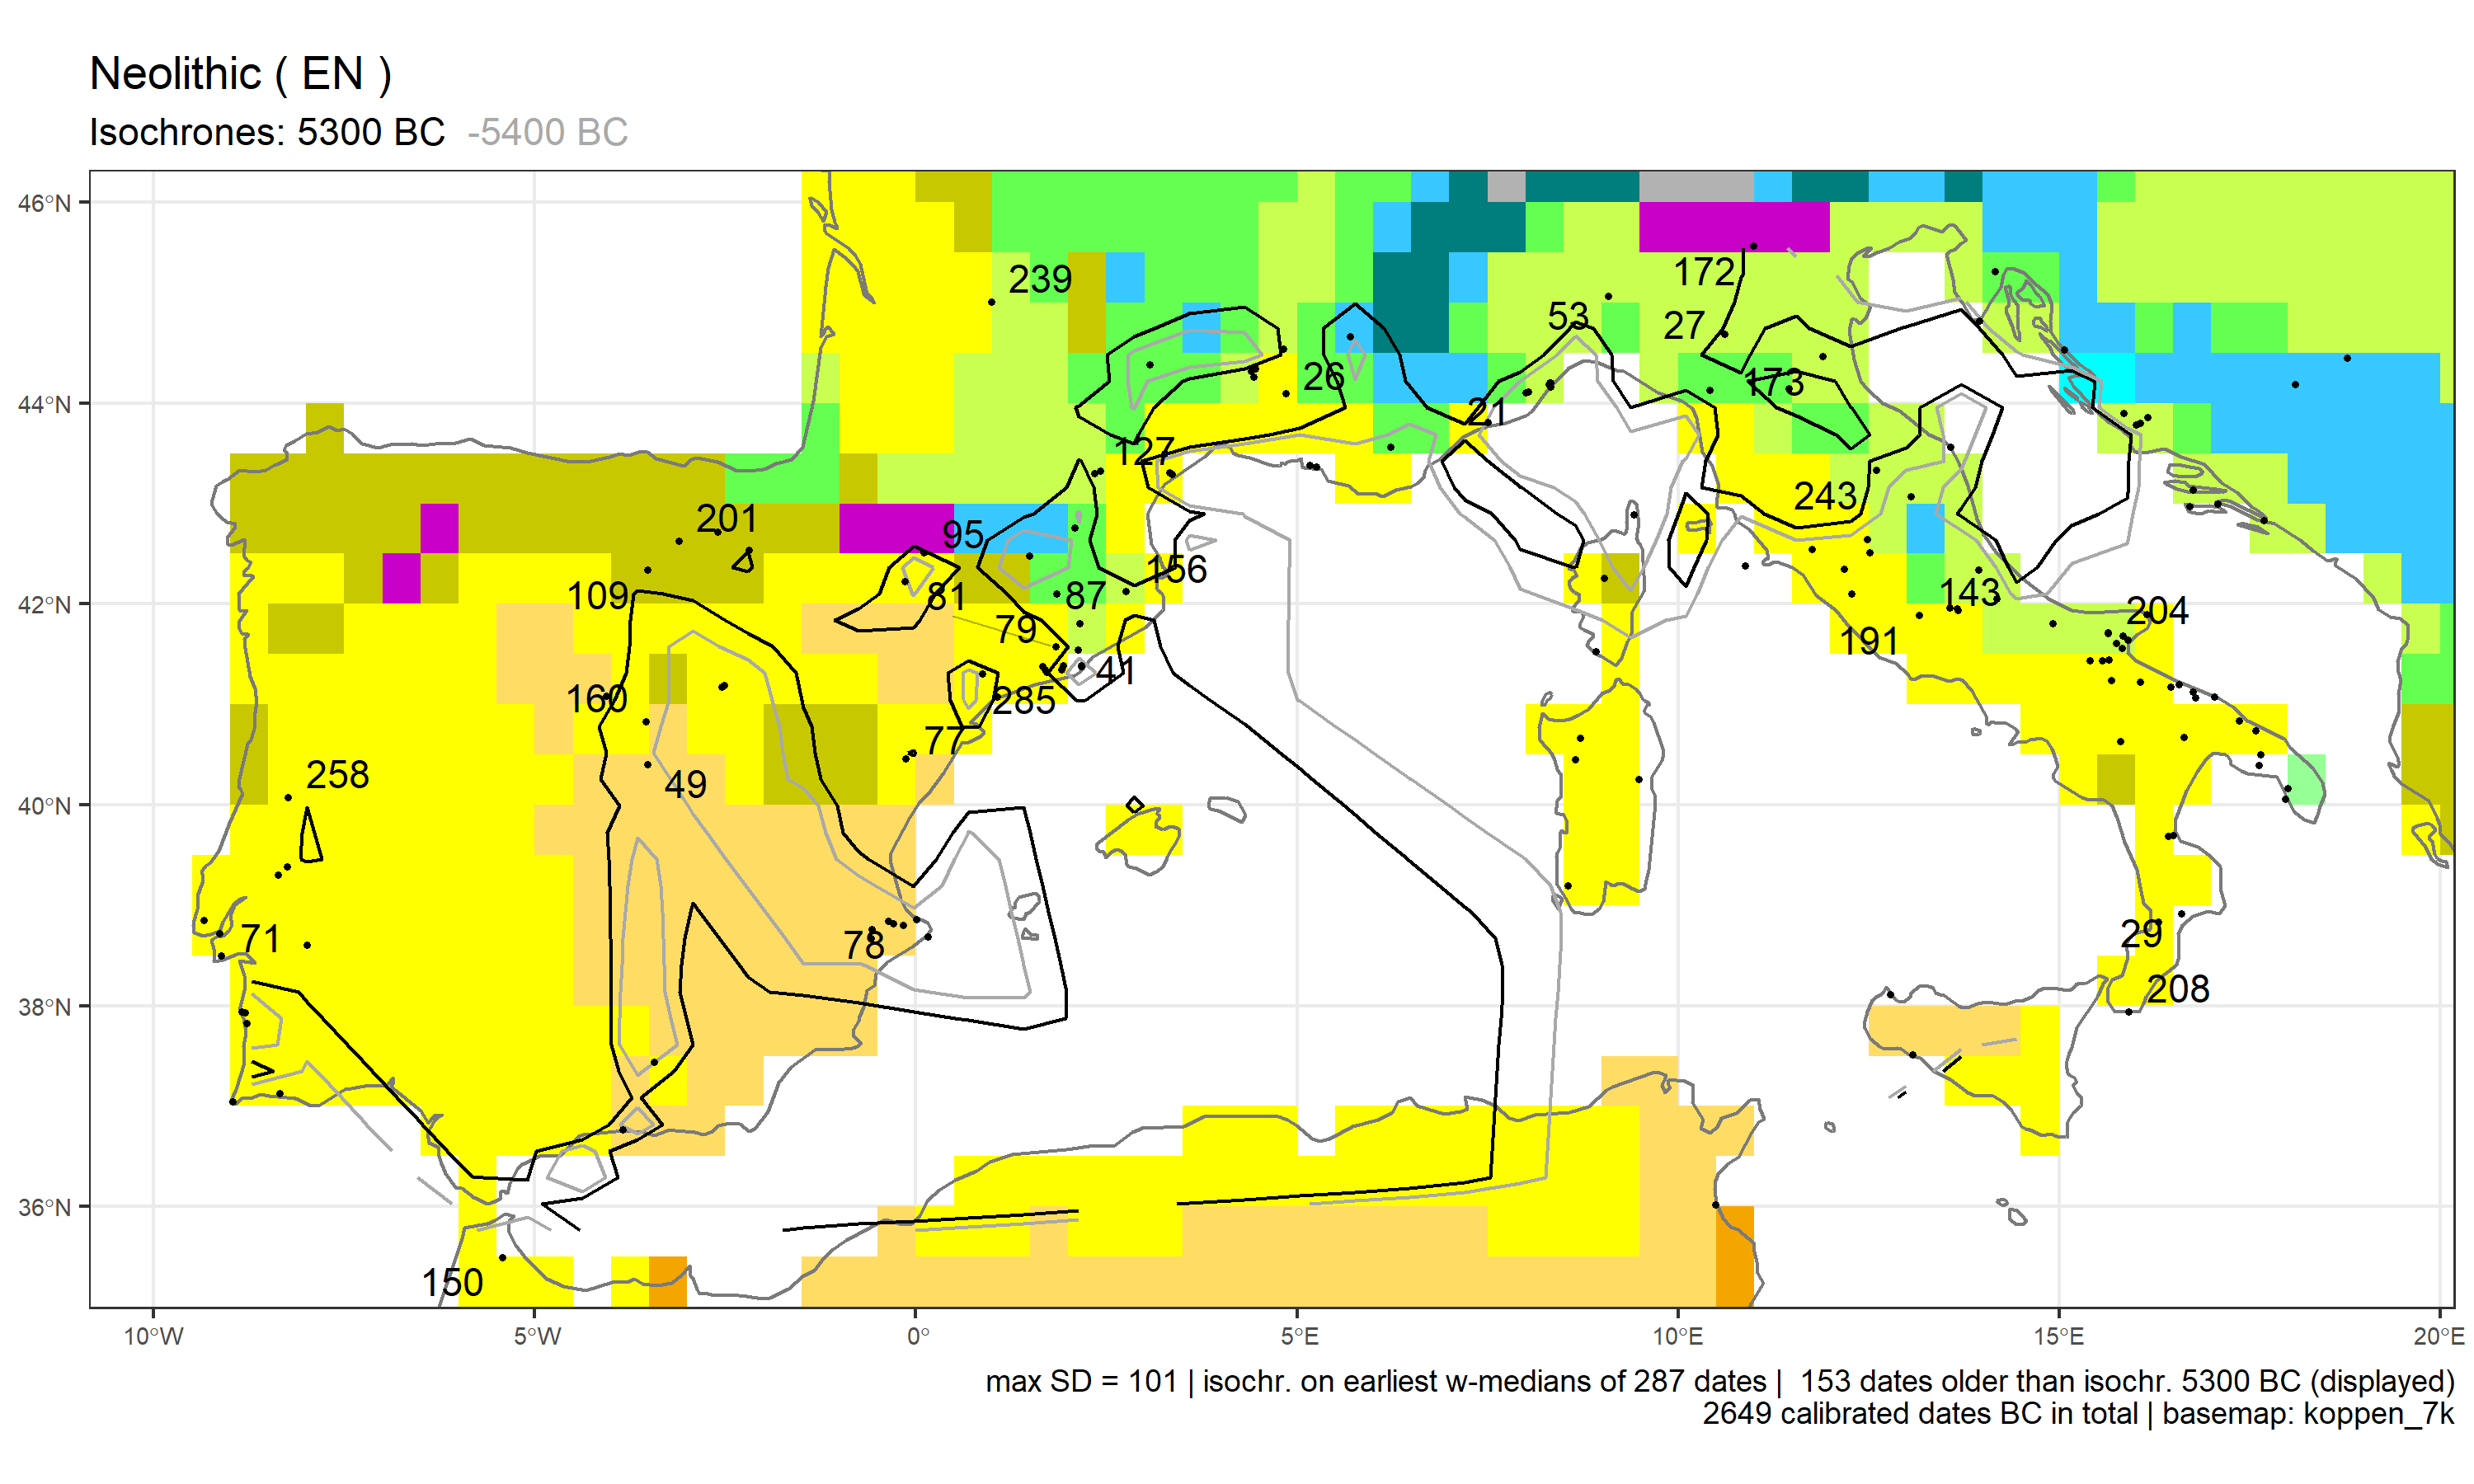 Neolithic ( EN )
Isochrones: 5300 BC -5400 BC
46°N
44°N
42°N
40°N
38°N
36°N
239
172
53
27
26
173
21
127
243
201
95
156
109
81
87
143
204
79
191
41
160
285
77
49
258
71
78
29
208
150
10°W
5°W
0°
5°E
10°E
15°E
20°E
max SD = 101 | isochr. on earliest w-medians of 287 dates | 153 dates older than isochr. 5300 BC (displayed)
2649 calibrated dates BC in total | basemap: koppen_7k